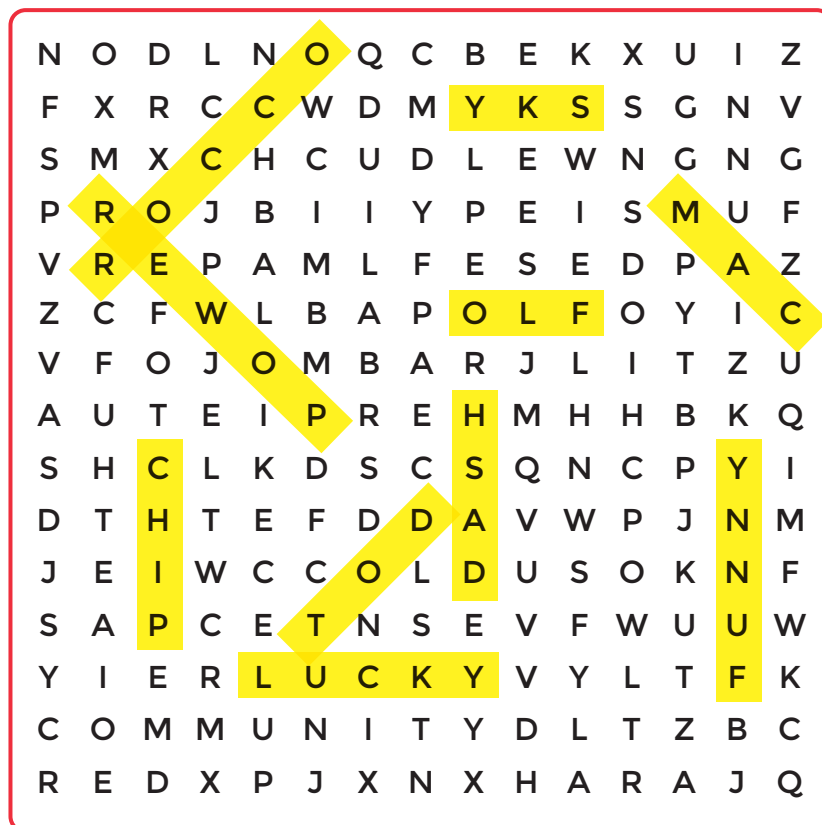 N O D L N O Q C B E K X U I Z
F X R C C W D M Y K S S G N V
S M X C H C U D L E W N G N G
P R O J B I I Y P E I S M U F
V R E P A M L F E S E D P A Z
Z C F W L B A P O L F O Y I C
V F O J O M B A R J L I T Z U
A U T E I P R E H M H H B K Q
S H C L K D S C S Q N C P Y I
D T H T E F D D A V W P J N M
J E I W C C O L D U S O K N F
S A P C E T N S E V F W U U W
Y I E R L U C K Y V Y L T F K
C O M M U N I T Y D L T Z B C
R E D X P J X N X H A R A J Q